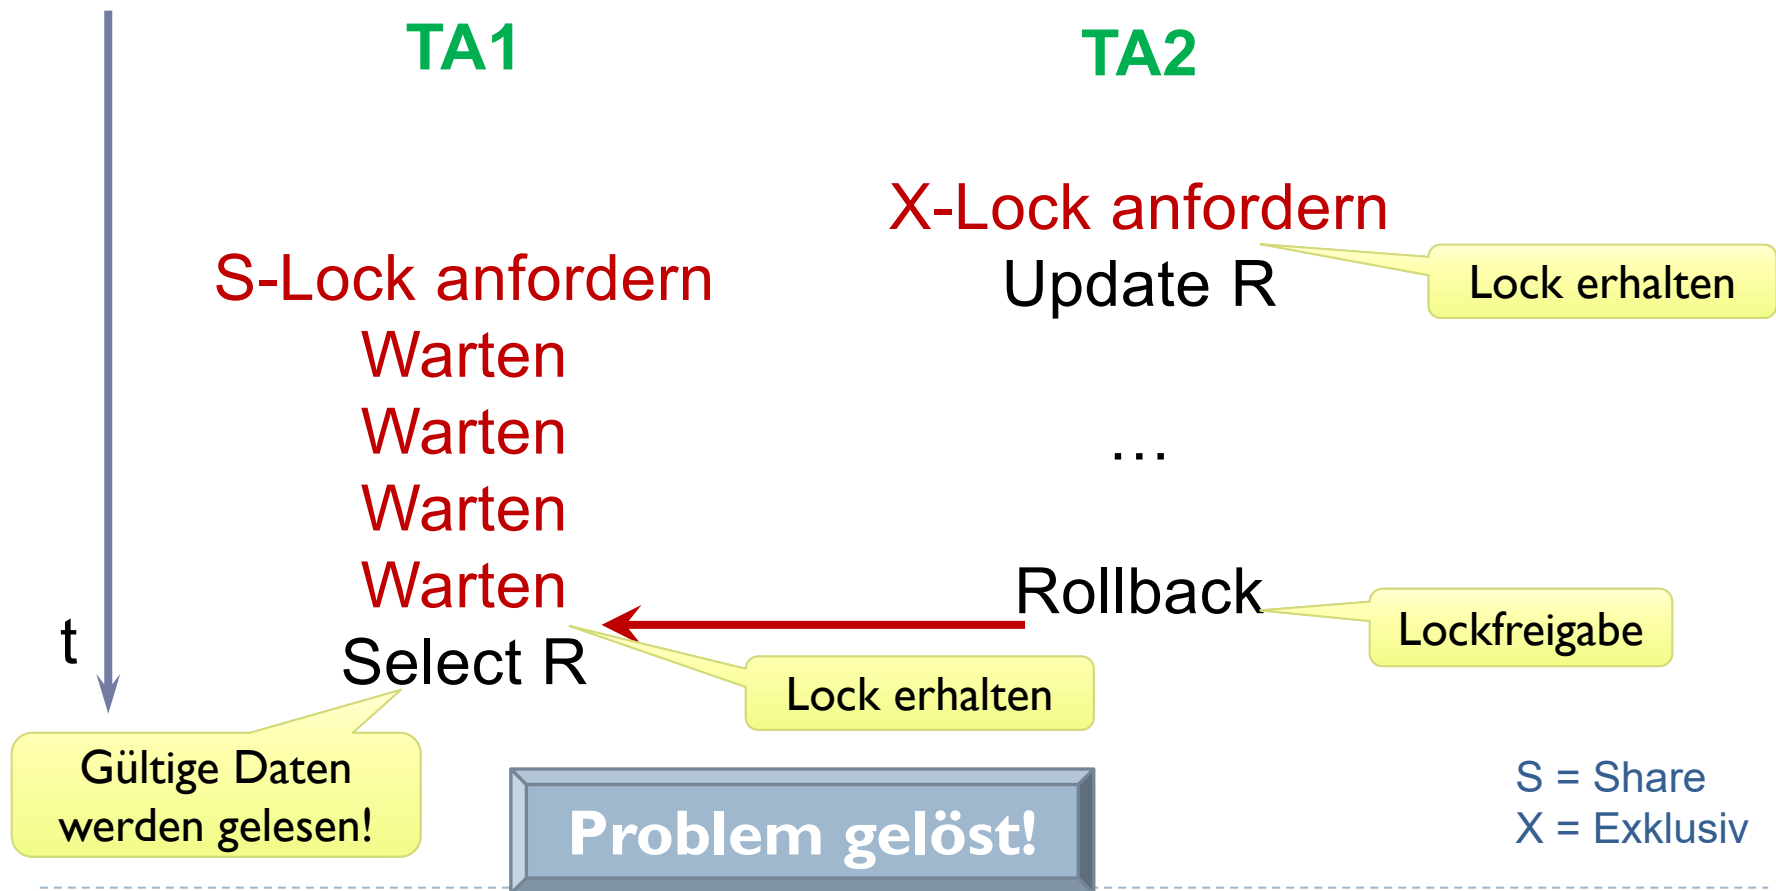 TA1
TA2
X-Lock anfordern
Lock erhalten
S-Lock anfordern
Update R
Warten
Warten
…
Warten
Warten
Rollback
Lockfreigabe
t
Select R
Lock erhalten
Gültige Daten
werden gelesen!
Problem gelöst!
S = Share
X = Exklusiv